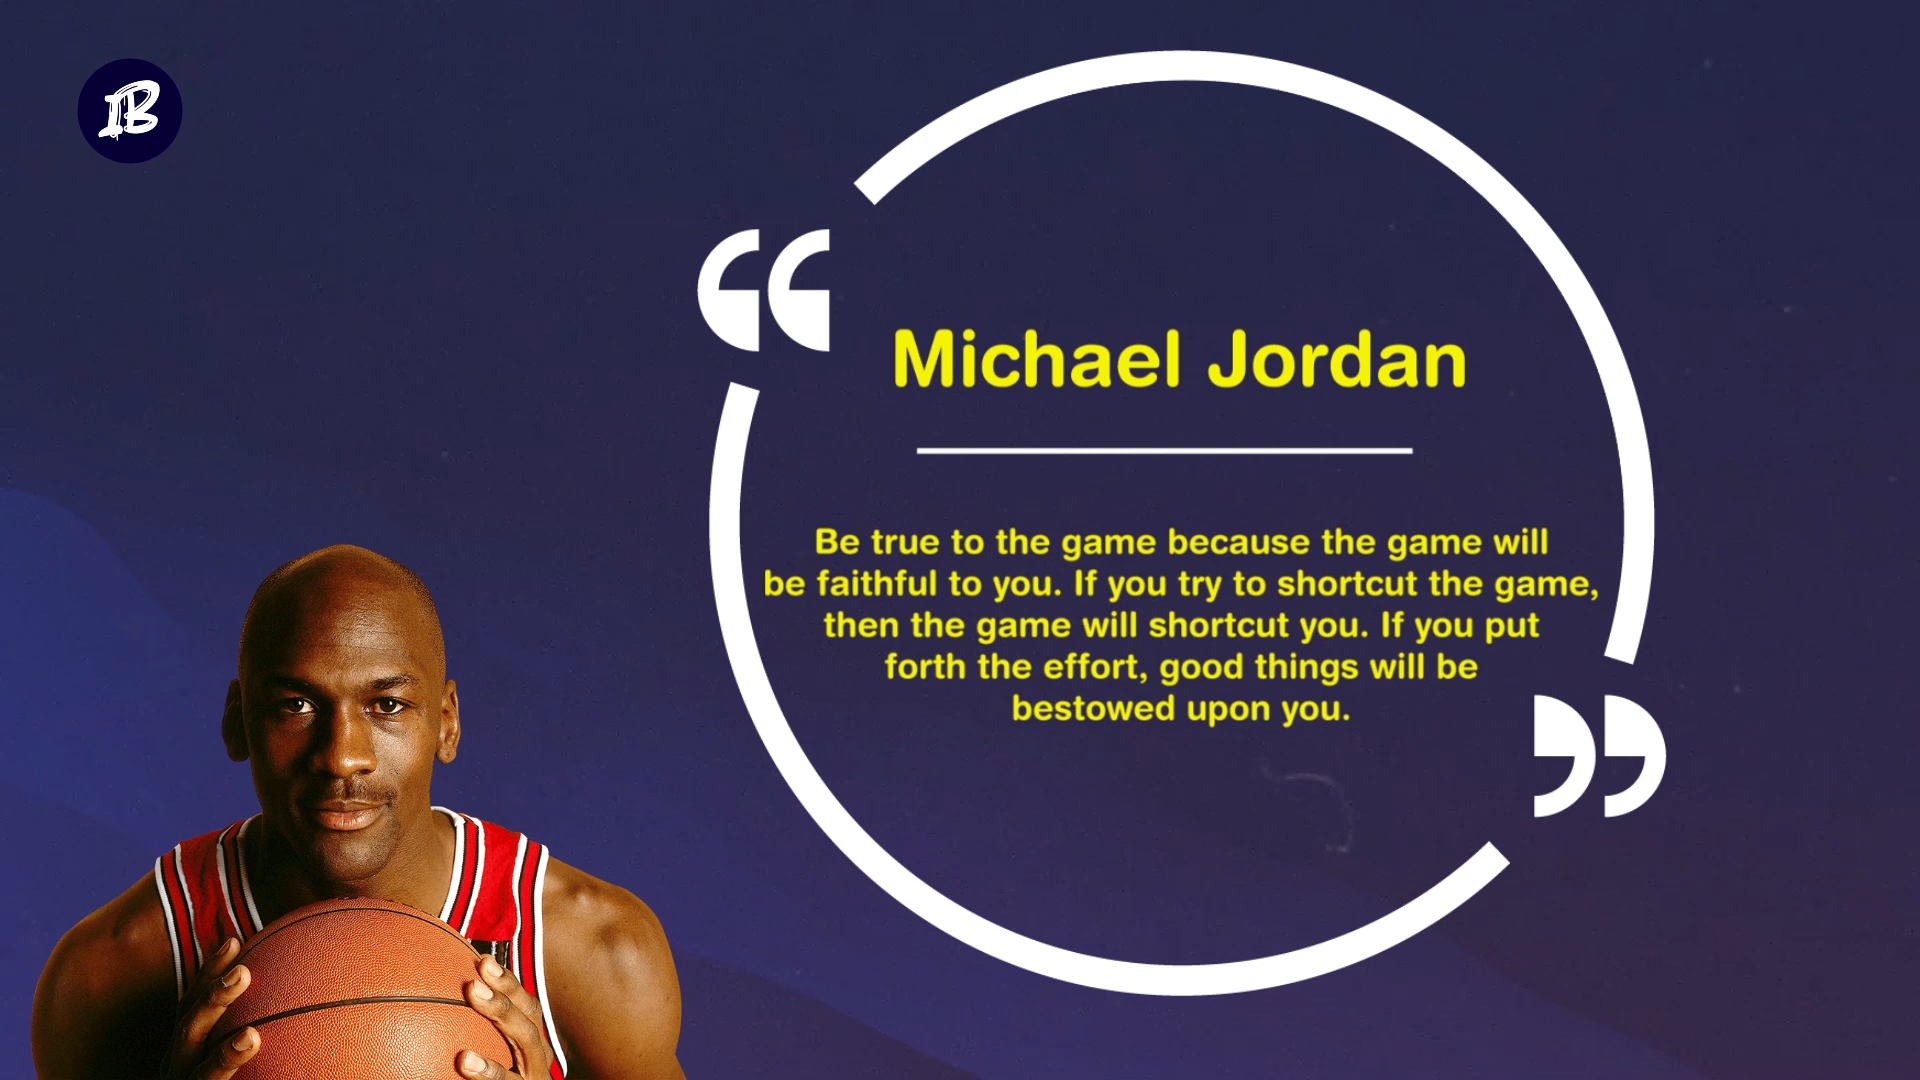 IB
Michael Jordan
Be true to the game because the game will
be faithful to you. If you try to shortcut the game,
then the game will shortcut you. If you put
forth the effort, good things will be
bestowed upon you.